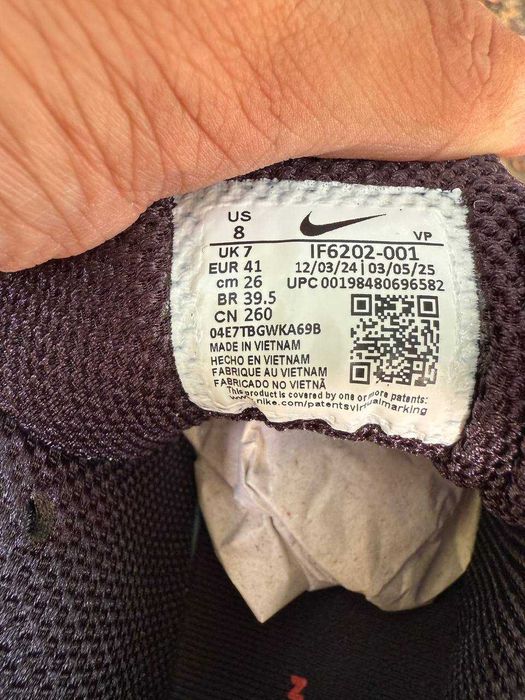 US
8
VP
UK 7
IF6202-001
EUR 41
12/03/24 | 03/05/25
cm 26
UPC 00198480696582
BR 39.5
CN 260
04E7TBGWKA69B
MADE IN VIETNAM
HECHO EN VIETNAM
FABRIQUE AU VIETNAM
FABRICADO NO VIETNÃ
This product is covered by one or more patents:
.nike.com/patentsvirtualmarking